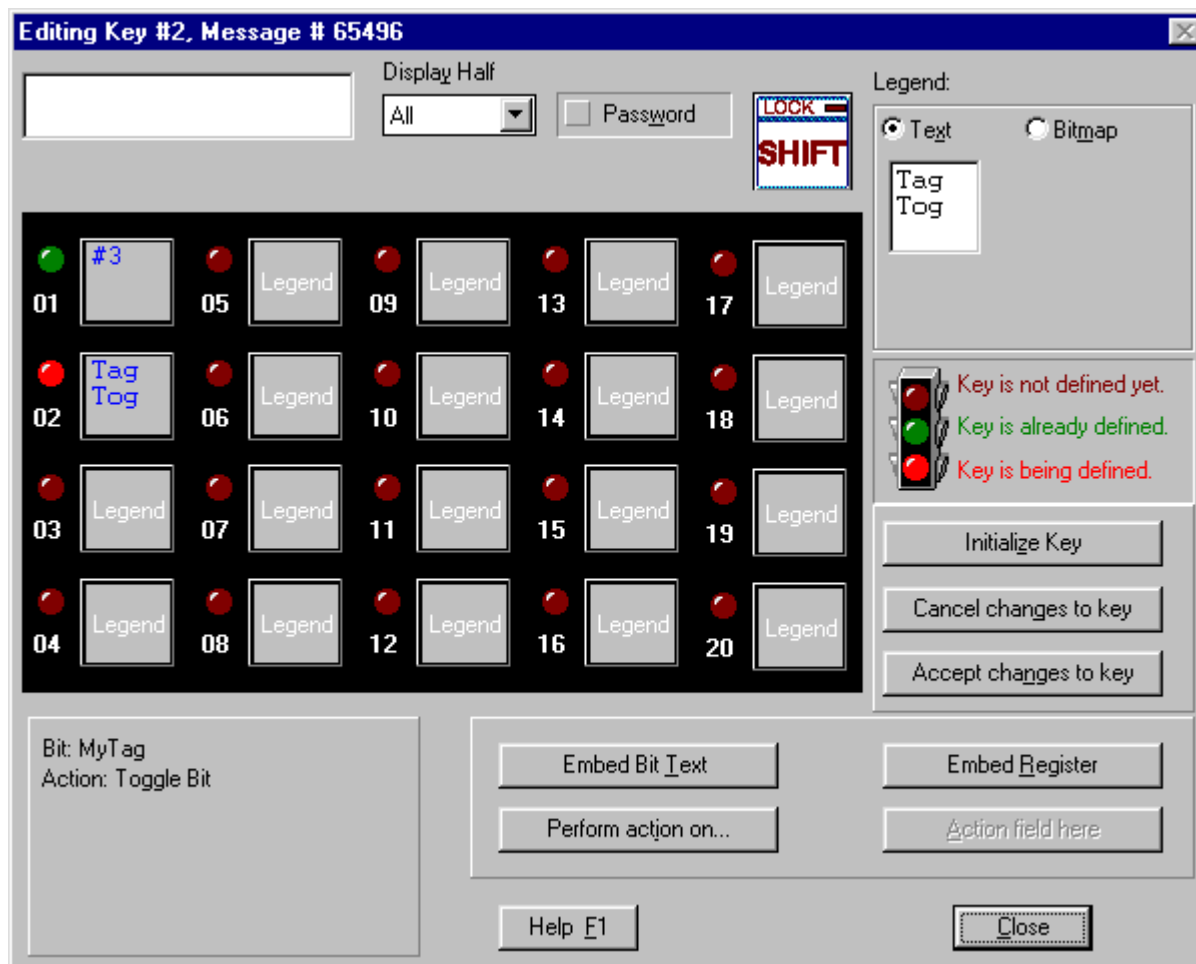 Editing Key #2, Message # 65496
Display Half
All
Password
LOCK
SHIFT
Legend:
Text Bitmap
Tag
Tog
#3
Legend Legend Legend Legend
01 05 09 13 17
Tag
Tog
Legend Legend Legend Legend
02 06 10 14 18
Legend Legend Legend Legend Legend
03 07 11 15 19
Legend Legend Legend Legend Legend
04 08 12 16 20
Key is not defined yet.
Key is already defined.
Key is being defined.
Initialize Key
Cancel changes to key
Accept changes to key
Bit: MyTag
Action: Toggle Bit
Embed Bit Text Embed Register
Perform action on... Action field here
Help F1 Close